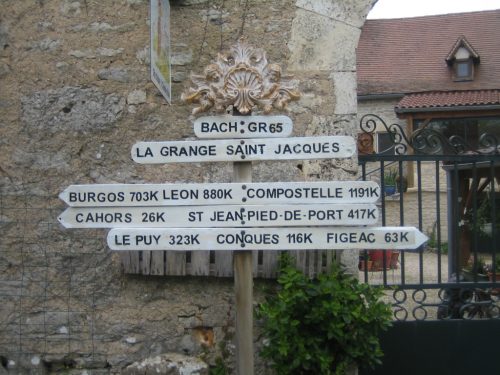 BACH GR65
LA GRANGE SAINT JACQUES
BURGOS 703K LEON 880K COMPOSTELLE 1191K
CAHORS 26K ST JEAN PIED-DE-PORT 417K
LE PUY 323K CONQUES 116K FIGEAC 63K